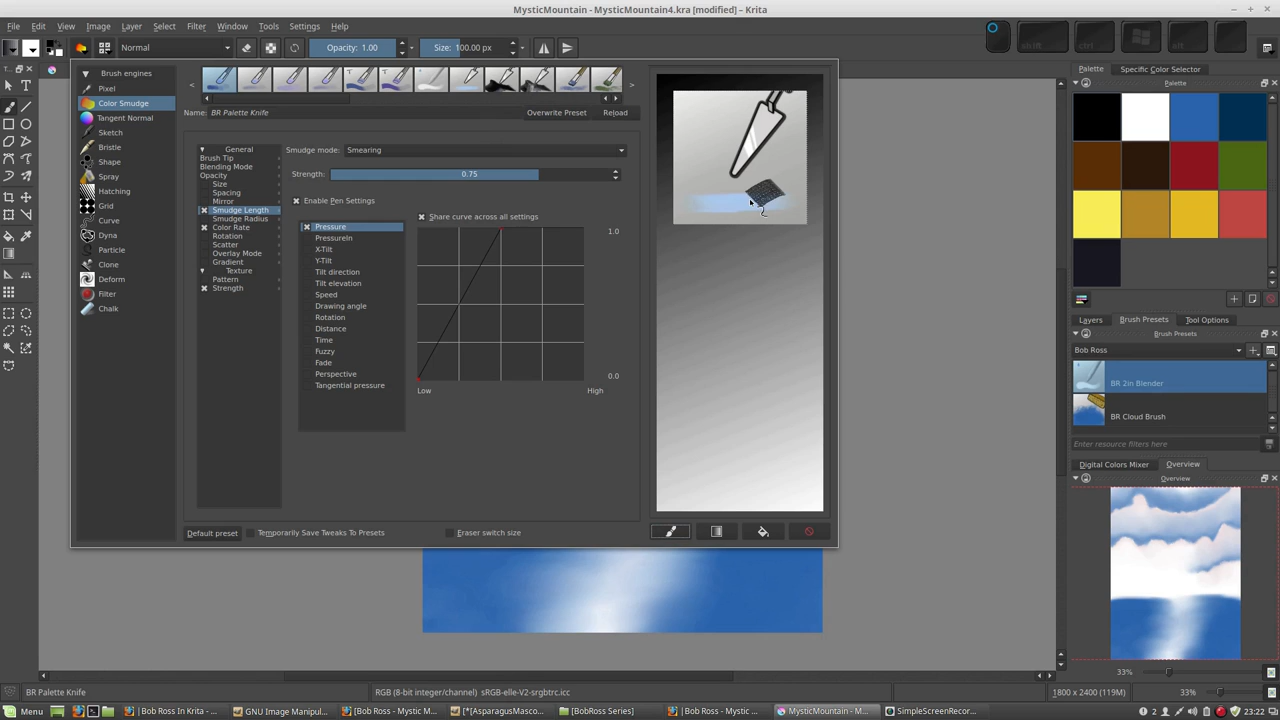 MysticMountain - MysticMountain4.kra [modified] – Krita
File Edit View Image Layer Select Filter Window Tools Settings Help
Normal Opacity: 1.00 Size: 100.00 px
shift ctrl alt
Brush engines
Pixel
Color Smudge
Tangent Normal
Sketch
Bristle
Shape
Spray
Hatching
Grid
Curve
Dyna
Particle
Clone
Deform
Filter
Chalk
Name: BR Palette Knife Overwrite Preset Reload
General
Brush Tip
Blending Mode
Opacity
Size
Spacing
Mirror
Smudge Length
Smudge Radius
Color Rate
Rotation
Scatter
Overlay Mode
Gradient
Texture
Pattern
Strength
Smudge mode: Smearing
Strength: 0.75
Enable Pen Settings
Pressure
PressureIn
X-Tilt
Y-Tilt
Tilt direction
Tilt elevation
Speed
Drawing angle
Rotation
Distance
Time
Fuzzy
Fade
Perspective
Tangential pressure
Share curve across all settings
1.0
0.0
Low High
Default preset Temporarily Save Tweaks To Presets Eraser switch size
Palette Specific Color Selector
Palette
Layers Brush Presets Tool Options
Brush Presets
Bob Ross
BR 2in Blender
BR Cloud Brush
Enter resource filters here
Digital Colors Mixer Overview
Overview
33%
BR Palette Knife RGB (8-bit integer/channel) sRGB-elle-V2-srgbtrc.icc 1800 x 2400 (119M) 33%
Menu [Bob Ross In Krita - ... GNU Image Manipul... [Bob Ross - Mystic M... [*[AsparagusMasco... [BobRoss Series] [Bob Ross - Mystic ... MysticMountain - M... SimpleScreenRecor... 2 23:22